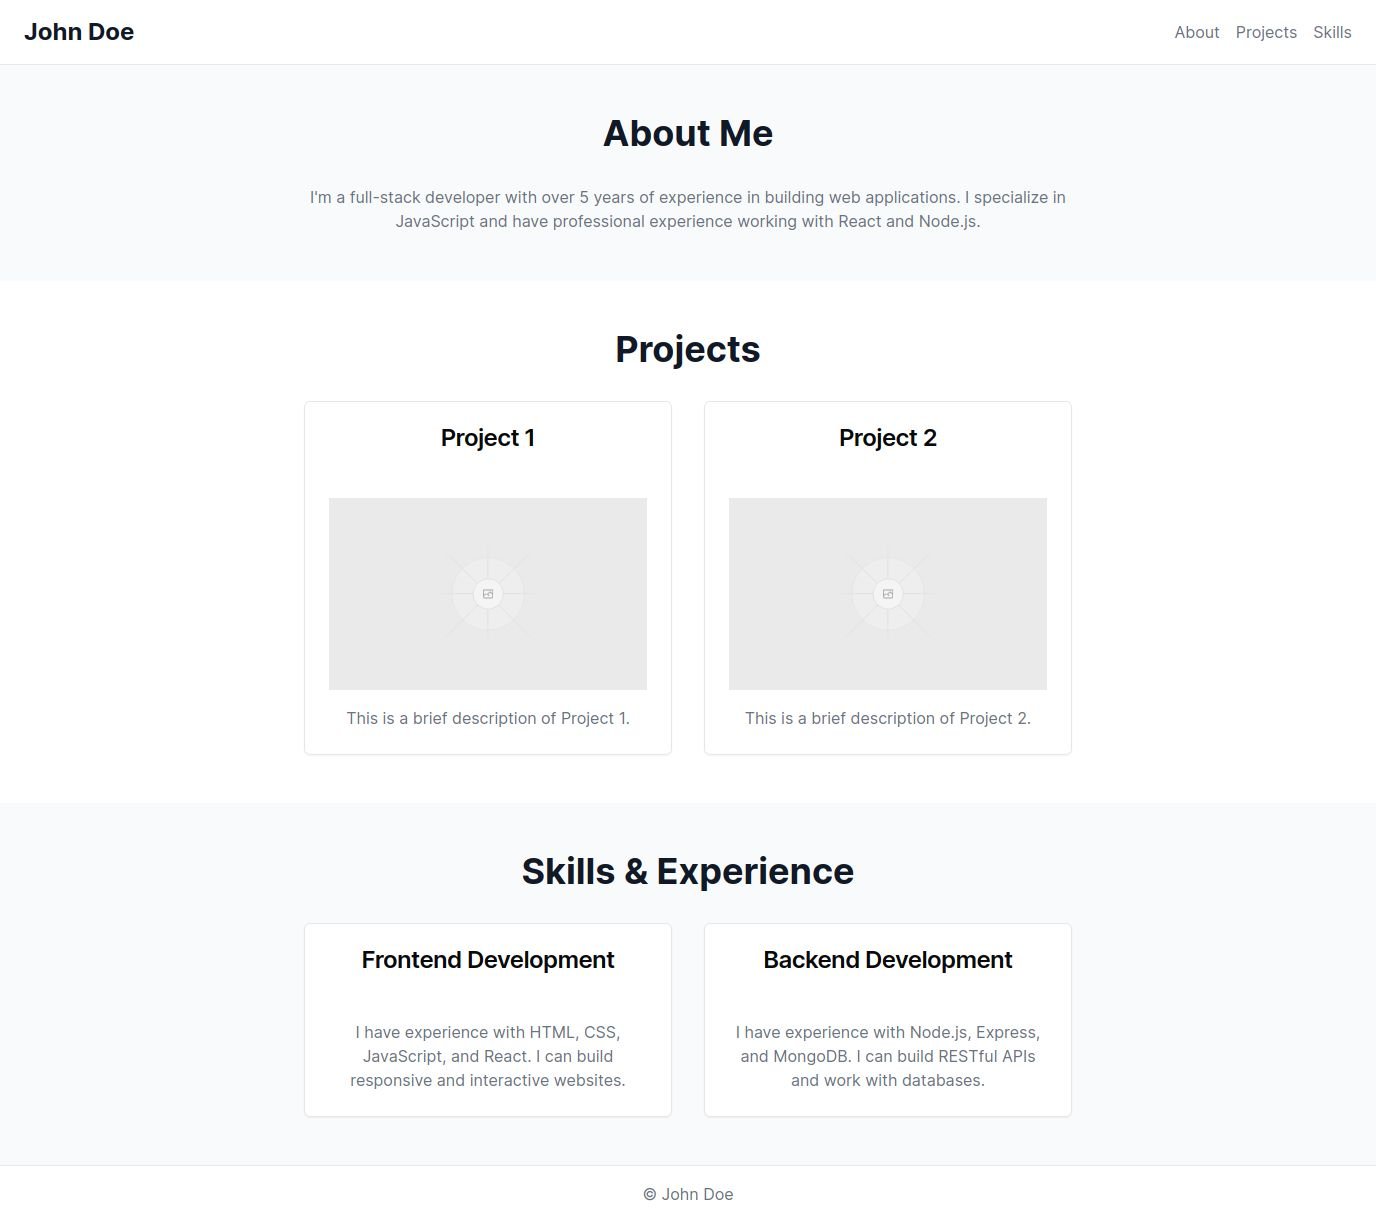 John Doe
About Projects Skills
About Me
I'm a full-stack developer with over 5 years of experience in building web applications. I specialize in
JavaScript and have professional experience working with React and Node.js.
Projects
Project 1
This is a brief description of Project 1.
Project 2
This is a brief description of Project 2.
Skills & Experience
Frontend Development
I have experience with HTML, CSS,
JavaScript, and React. I can build
responsive and interactive websites.
Backend Development
I have experience with Node.js, Express,
and MongoDB. I can build RESTful APIs
and work with databases.
© John Doe